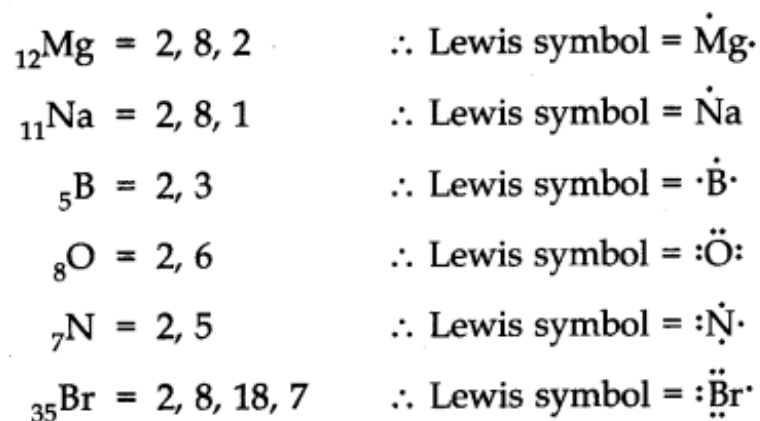 ₁₂Mg = 2, 8, 2 ∴ Lewis symbol = Ṁg·
₁₁Na = 2, 8, 1 ∴ Lewis symbol = Ṅa
₅B = 2, 3 ∴ Lewis symbol = ·Ḃ·
₈O = 2, 6 ∴ Lewis symbol = :Ö:
₇N = 2, 5 ∴ Lewis symbol = :Ṇ̇·
₃₅Br = 2, 8, 18, 7 ∴ Lewis symbol = :B̤̈r·